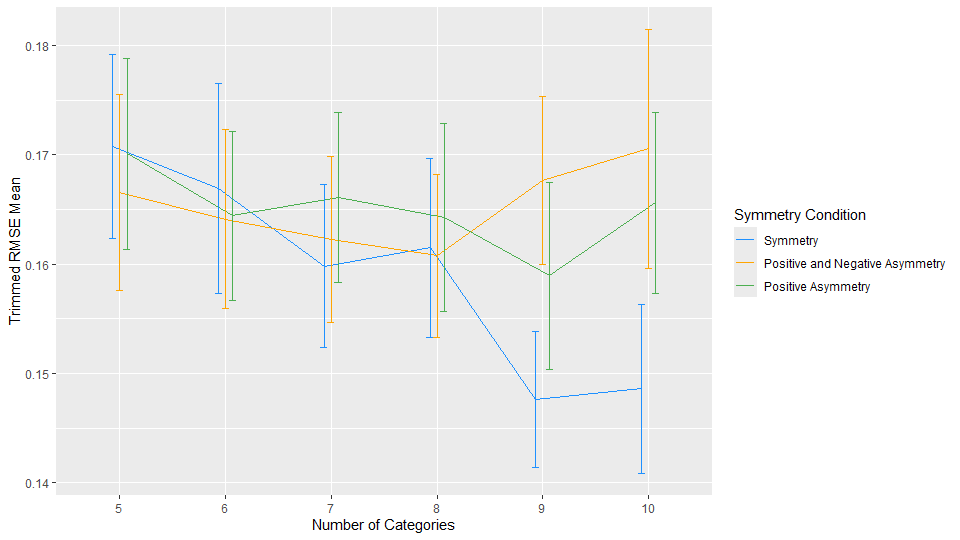 0.18
0.17
0.16
0.15
0.14
Trimmed RMSE Mean
5 6 7 8 9 10
Number of Categories
Symmetry Condition
Symmetry
Positive and Negative Asymmetry
Positive Asymmetry